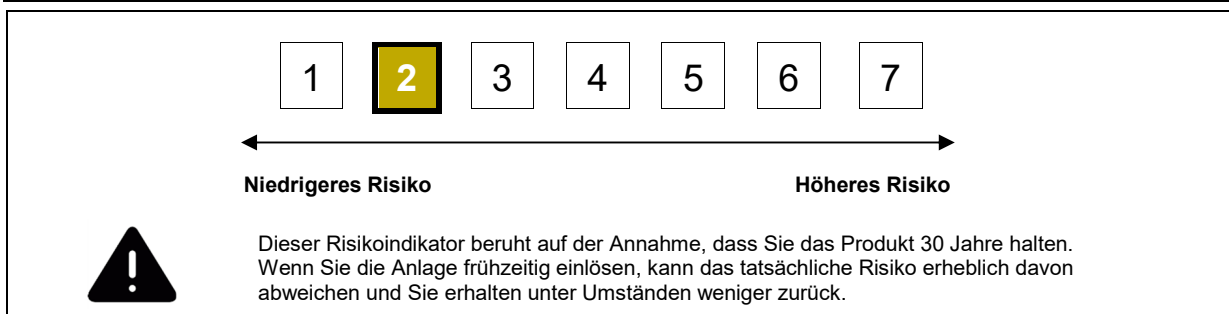 1 2 3 4 5 6 7
Niedrigeres Risiko Höheres Risiko
Dieser Risikoindikator beruht auf der Annahme, dass Sie das Produkt 30 Jahre halten.
Wenn Sie die Anlage frühzeitig einlösen, kann das tatsächliche Risiko erheblich davon
abweichen und Sie erhalten unter Umständen weniger zurück.